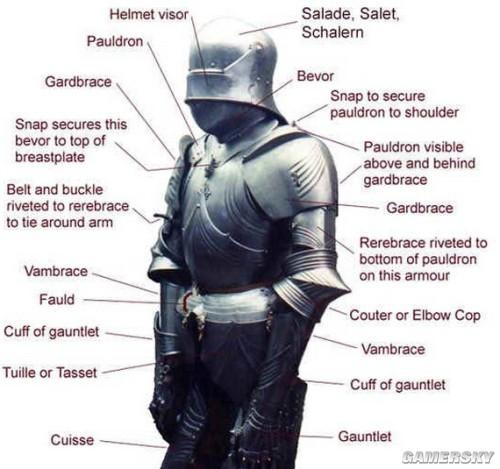 Helmet visor
Salade, Salet,
Schalern
Pauldron
Bevor
Gardbrace
Snap to secure
pauldron to shoulder
Snap secures this
bevor to top of
breastplate
Pauldron visible
above and behind
gardbrace
Belt and buckle
riveted to rerebrace
to tie around arm
Gardbrace
Rerebrace riveted to
bottom of pauldron
on this armour
Vambrace
Fauld
Couter or Elbow Cop
Cuff of gauntlet
Vambrace
Tuille or Tasset
Cuff of gauntlet
Cuisse
Gauntlet
GAMERSKY